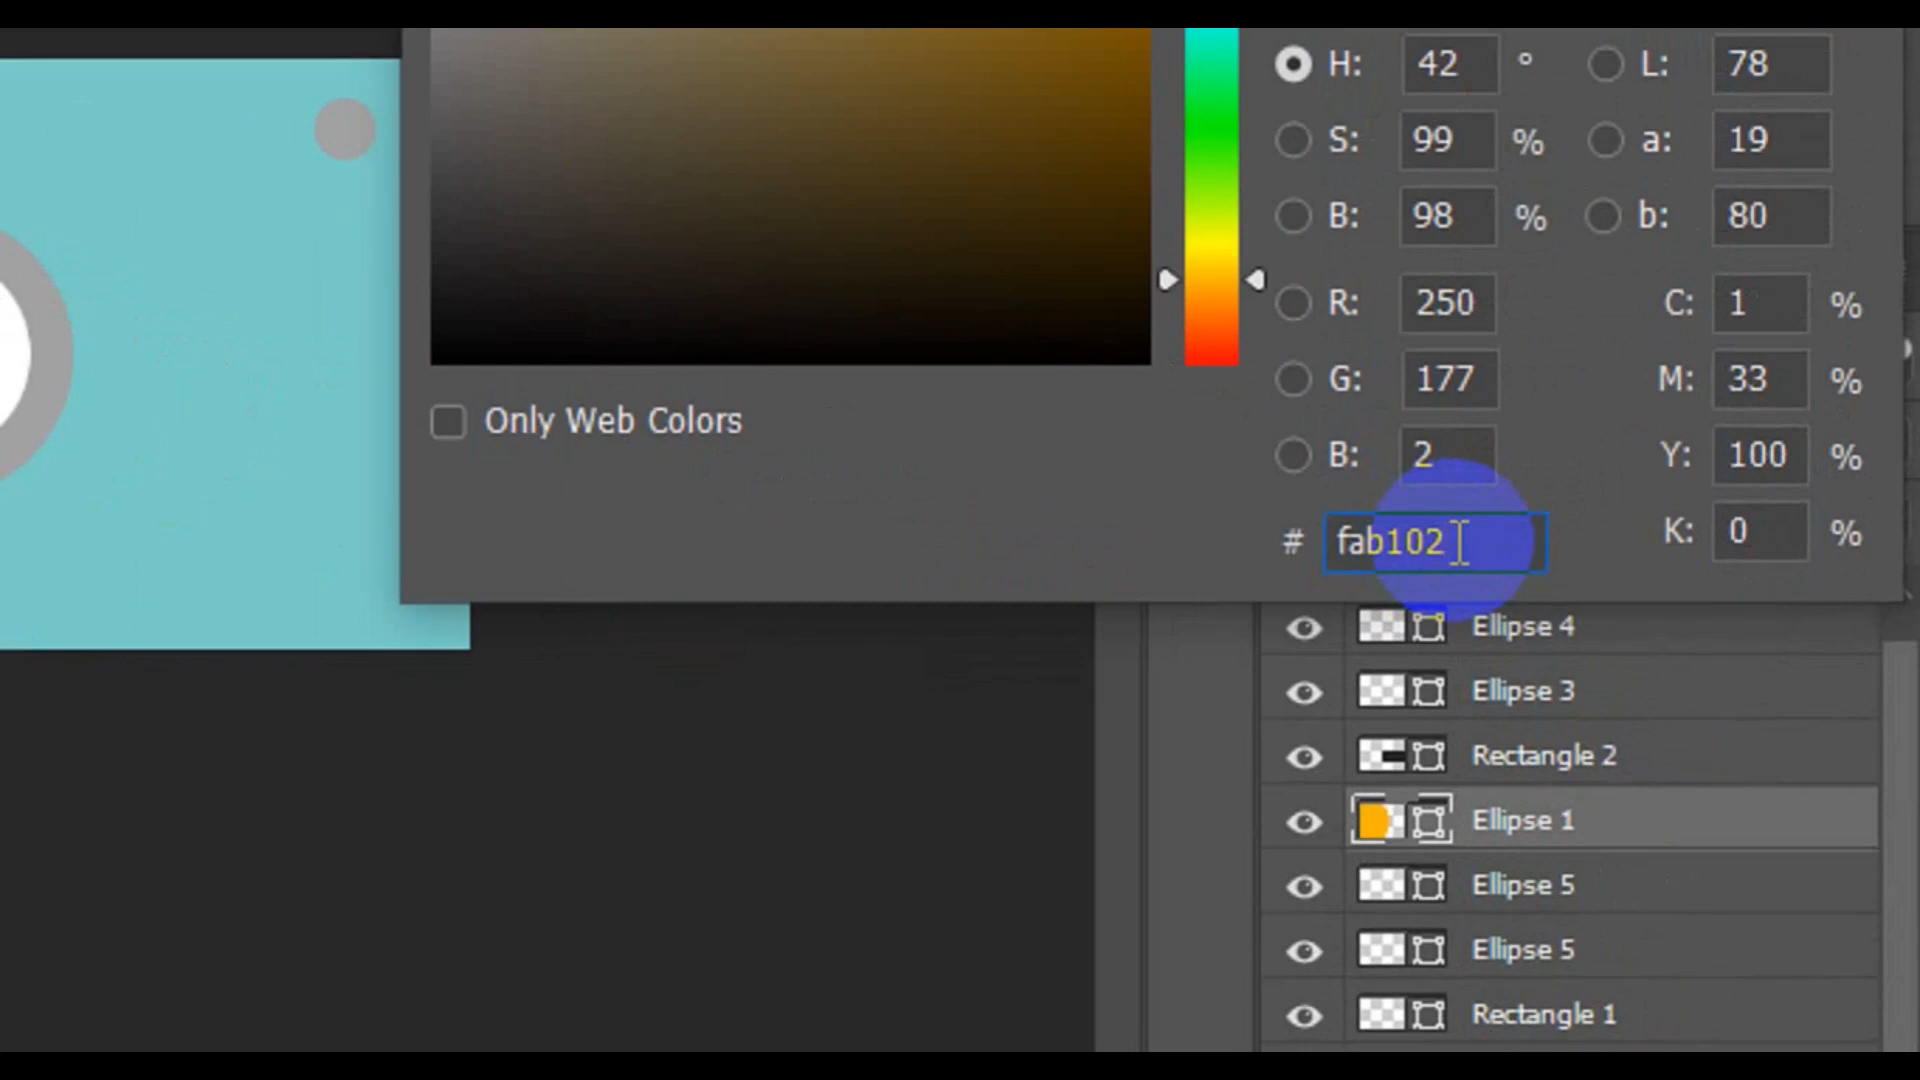 H: 42 ° L: 78
S: 99 % a: 19
B: 98 % b: 80
R: 250 C: 1 %
G: 177 M: 33 %
Only Web Colors
B: 2 Y: 100 %
# fab102 K: 0 %
Ellipse 4
Ellipse 3
Rectangle 2
Ellipse 1
Ellipse 5
Ellipse 5
Rectangle 1